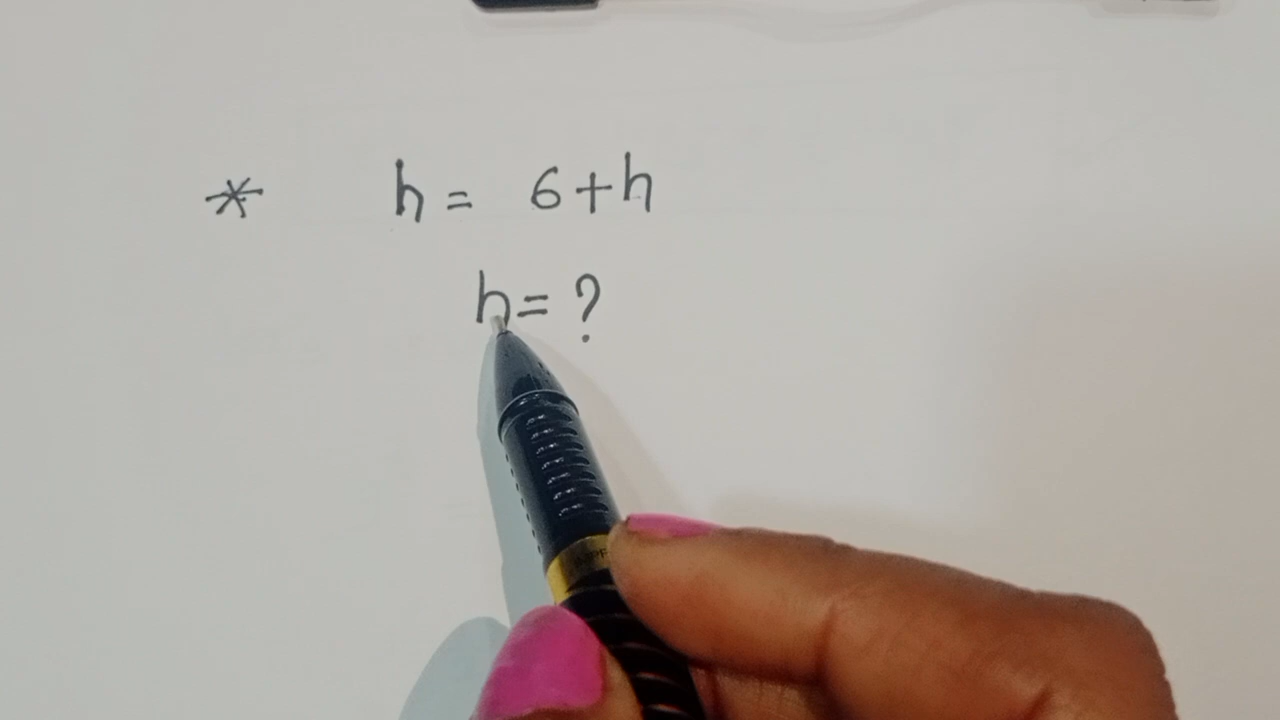 * h = 6+h
h = ?